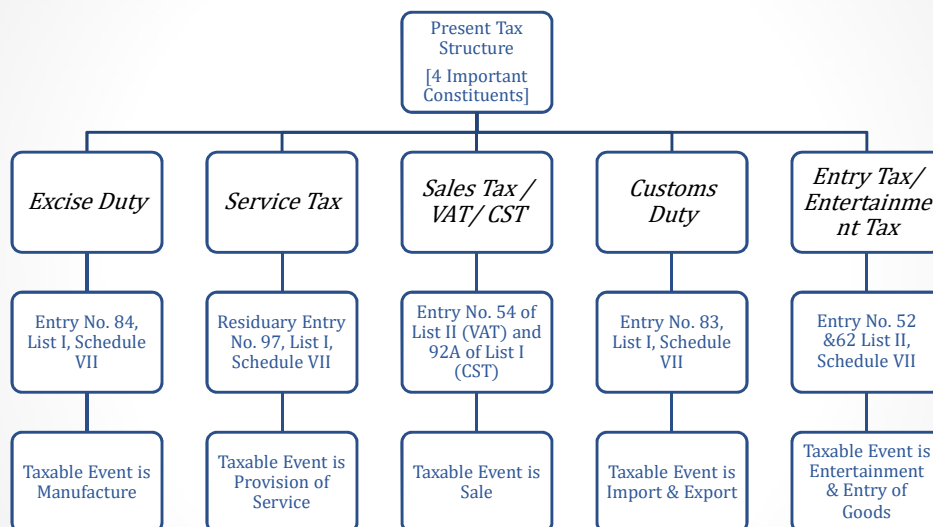 Present Tax
Structure
[4 Important
Constituents]
Excise Duty
Service Tax
Sales Tax /
VAT/ CST
Customs
Duty
Entry Tax/
Entertainme
nt Tax
Entry No. 84,
List I, Schedule
VII
Residuary Entry
No. 97, List I,
Schedule VII
Entry No. 54 of
List II (VAT) and
92A of List I
(CST)
Entry No. 83,
List I, Schedule
VII
Entry No. 52
&62 List II,
Schedule VII
Taxable Event is
Manufacture
Taxable Event is
Provision of
Service
Taxable Event is
Sale
Taxable Event is
Import & Export
Taxable Event is
Entertainment
& Entry of
Goods